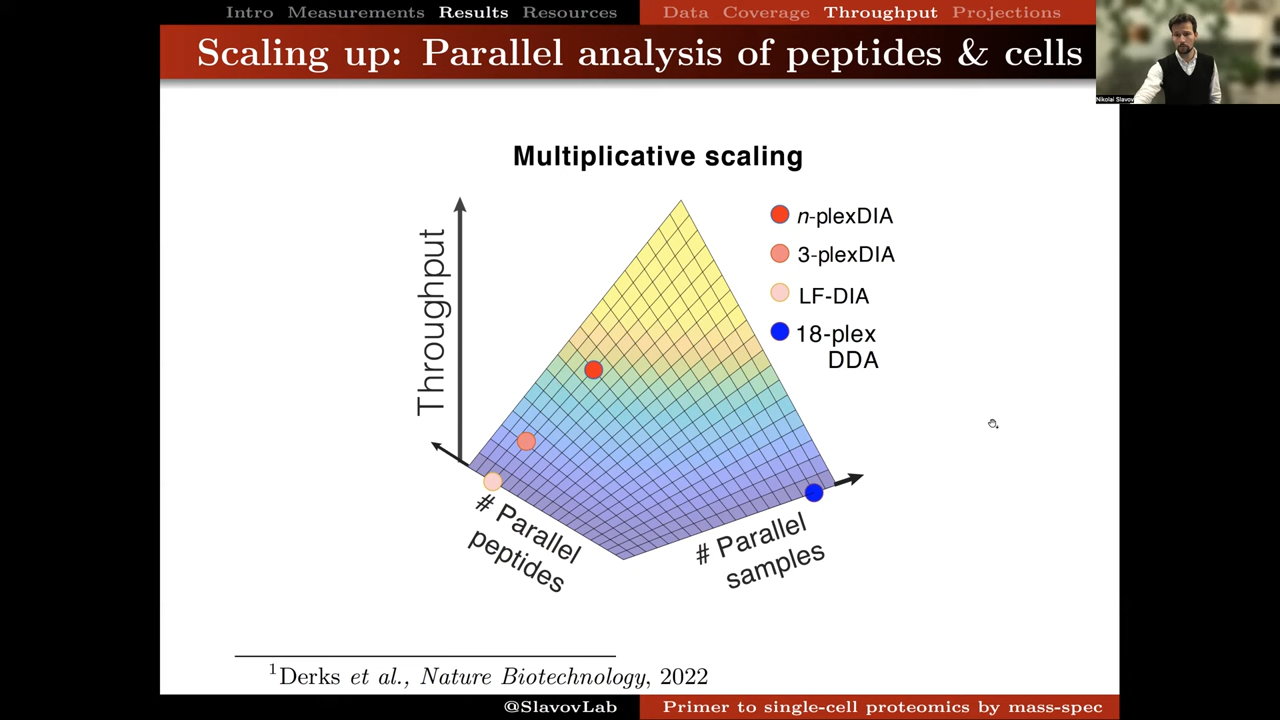 Intro Measurements Results Resources Data Coverage Throughput Projections
Scaling up: Parallel analysis of peptides & cells
Nikolai Slavov
Multiplicative scaling
n-plexDIA
3-plexDIA
LF-DIA
18-plex
DDA
Throughput
# Parallel
peptides
# Parallel
samples
1Derks et al., Nature Biotechnology, 2022
@SlavovLab Primer to single-cell proteomics by mass-spec